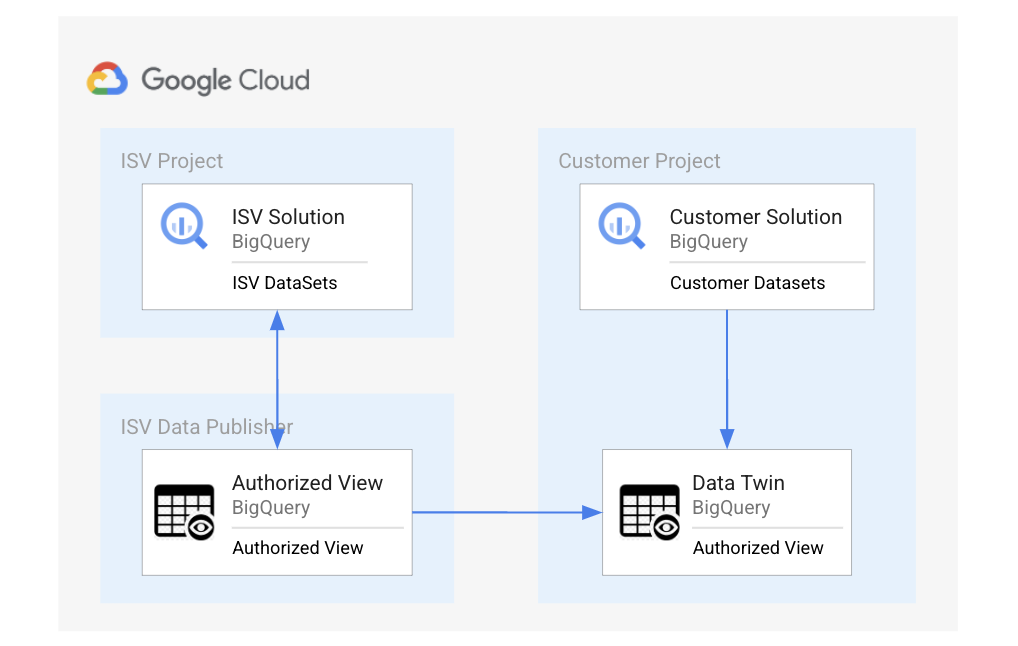 Google Cloud
ISV Project
ISV Solution
BigQuery
ISV DataSets
Customer Project
Customer Solution
BigQuery
Customer Datasets
ISV Data Publisher
Authorized View
BigQuery
Authorized View
Data Twin
BigQuery
Authorized View